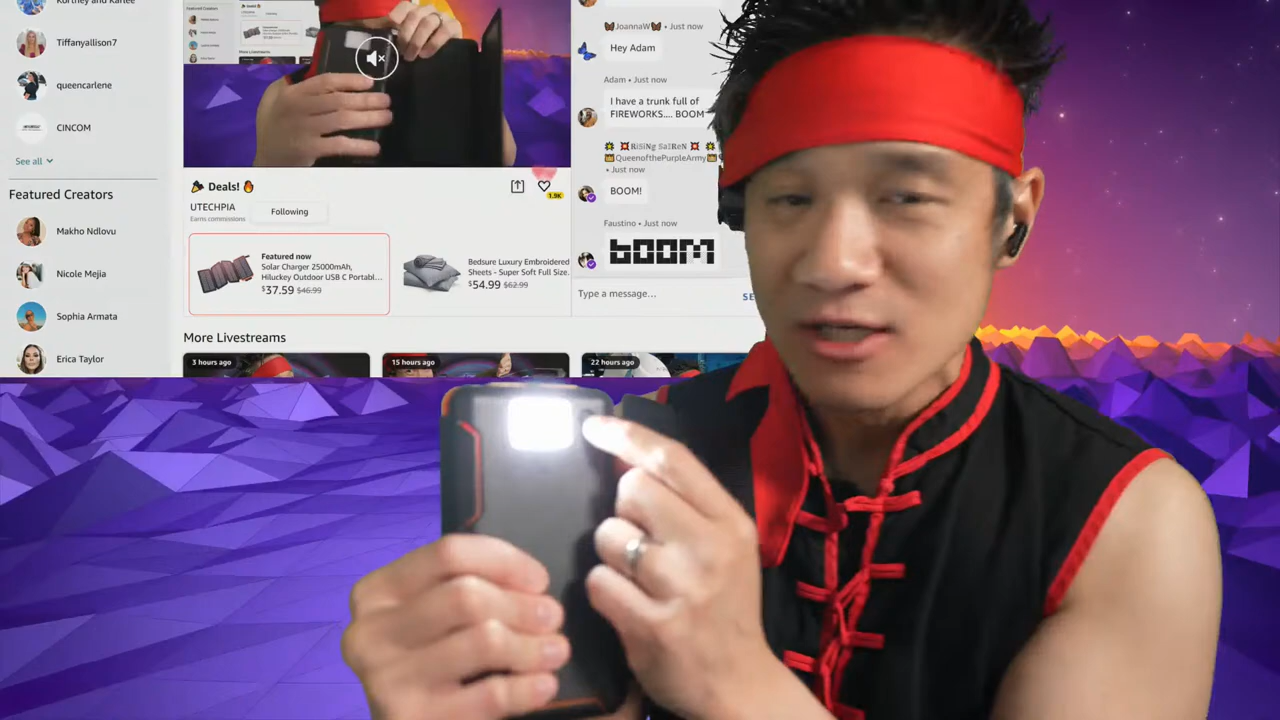 Kortney and Karlee
Tiffanyallison7
queencarlene
CINCOM
See all
Featured Creators
Makho Ndlovu
Nicole Mejia
Sophia Armata
Erica Taylor
Deals!
1.9K
UTECHPIA
Earns commissions
Following
Featured now
Solar Charger 25000mAh,
Hiluckey Outdoor USB C Portabl...
$37.59 $46.99
Bedsure Luxury Embroidered
Sheets - Super Soft Full Size
$54.99 $62.99
More Livestreams
3 hours ago
15 hours ago
22 hours ago
JoannaW • Just now
Hey Adam
Adam • Just now
I have a trunk full of
FIREWORKS.... BOOM
RiSiNg SaIReN
QueenofthePurpleArmy
• Just now
BOOM!
Faustino • Just now
boom
Type a message...
SE